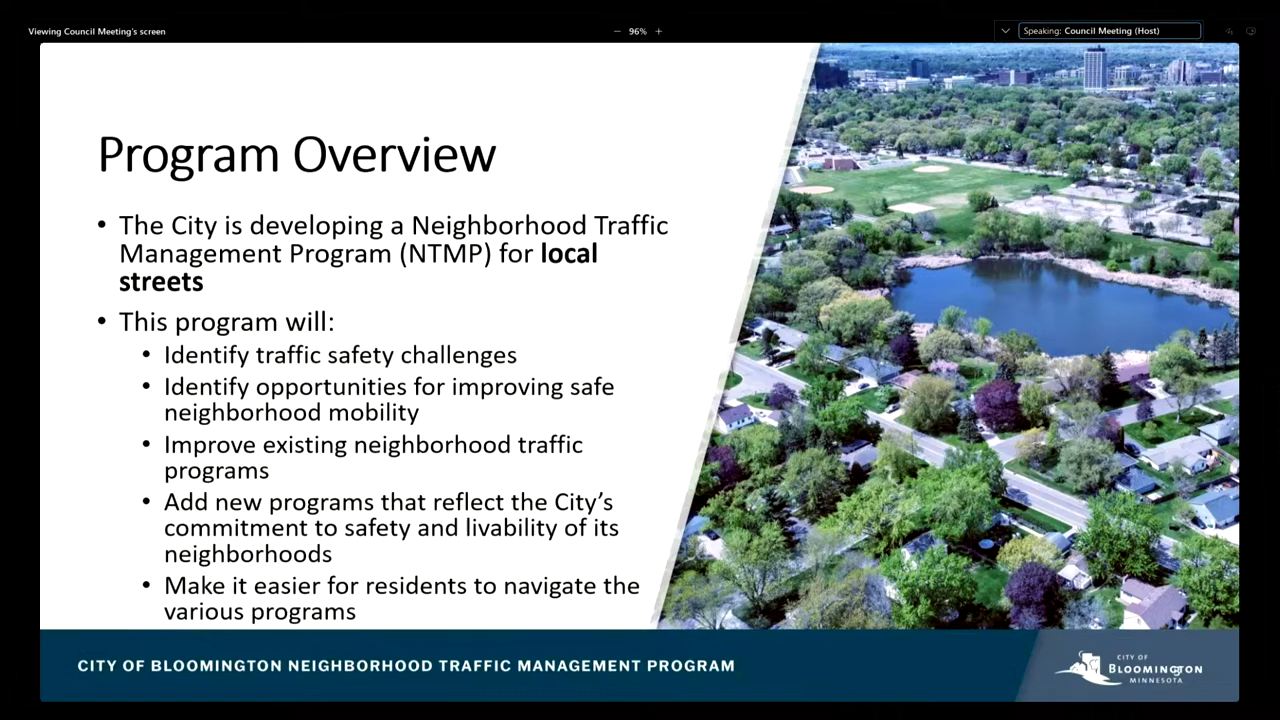 Viewing Council Meeting's screen
− 96% +
Speaking: Council Meeting (Host)
Program Overview
• The City is developing a Neighborhood Traffic
Management Program (NTMP) for local
streets
• This program will:
• Identify traffic safety challenges
• Identify opportunities for improving safe
neighborhood mobility
• Improve existing neighborhood traffic
programs
• Add new programs that reflect the City’s
commitment to safety and livability of its
neighborhoods
• Make it easier for residents to navigate the
various programs
CITY OF BLOOMINGTON NEIGHBORHOOD TRAFFIC MANAGEMENT PROGRAM
CITY OF
BLOOMINGTON
MINNESOTA